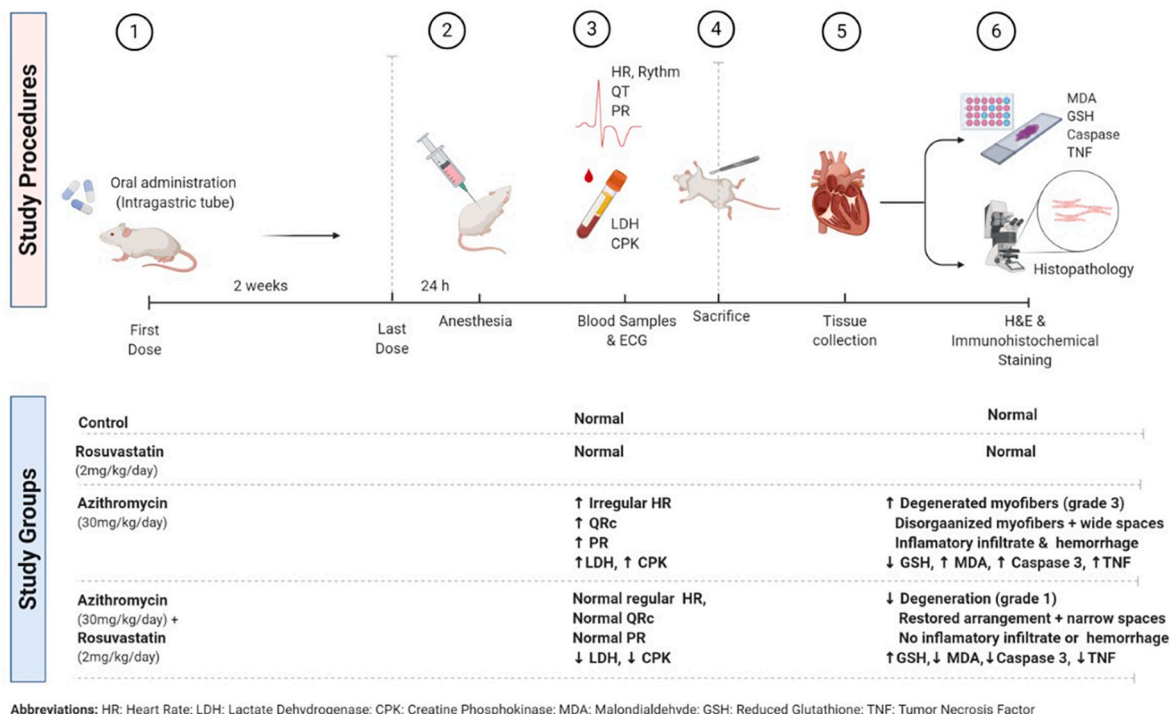 Study Procedures
1
2
3
4
5
6
HR, Rythm
QT
PR
MDA
GSH
Caspase
TNF
Oral administration
(Intragastric tube)
LDH
CPK
Histopathology
2 weeks
24 h
First
Dose
Last
Dose
Anesthesia
Blood Samples
& ECG
Sacrifice
Tissue
collection
H&E &
Immunohistochemical
Staining
Study Groups
Control
Normal
Normal
Rosuvastatin
(2mg/kg/day)
Normal
Normal
Azithromycin
(30mg/kg/day)
↑ Irregular HR
↑ QRc
↑ PR
↑LDH, ↑ CPK
↑ Degenerated myofibers (grade 3)
Disorgaanized myofibers + wide spaces
Inflamatory infiltrate & hemorrhage
↓ GSH, ↑ MDA, ↑ Caspase 3, ↑TNF
Azithromycin
(30mg/kg/day) +
Rosuvastatin
(2mg/kg/day)
Normal regular HR,
Normal QRc
Normal PR
↓ LDH, ↓ CPK
↓ Degeneration (grade 1)
Restored arrangement + narrow spaces
No inflamatory infiltrate or hemorrhage
↑GSH,↓ MDA,↓Caspase 3, ↓TNF
Abbreviations: HR: Heart Rate; LDH: Lactate Dehydrogenase; CPK: Creatine Phosphokinase; MDA: Malondialdehyde; GSH: Reduced Glutathione; TNF: Tumor Necrosis Factor